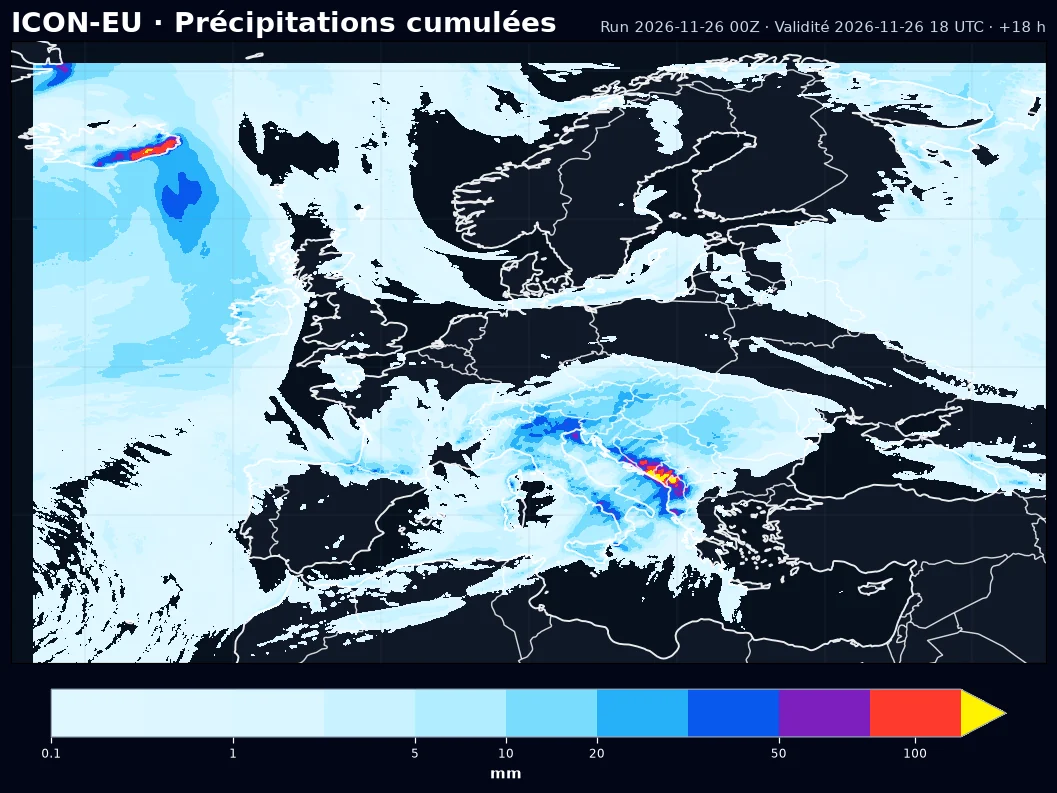 ICON-EU · Précipitations cumulées
Run 2026-11-26 00Z · Validité 2026-11-26 18 UTC · +18 h
0.1 1 5 10 20 50 100
mm